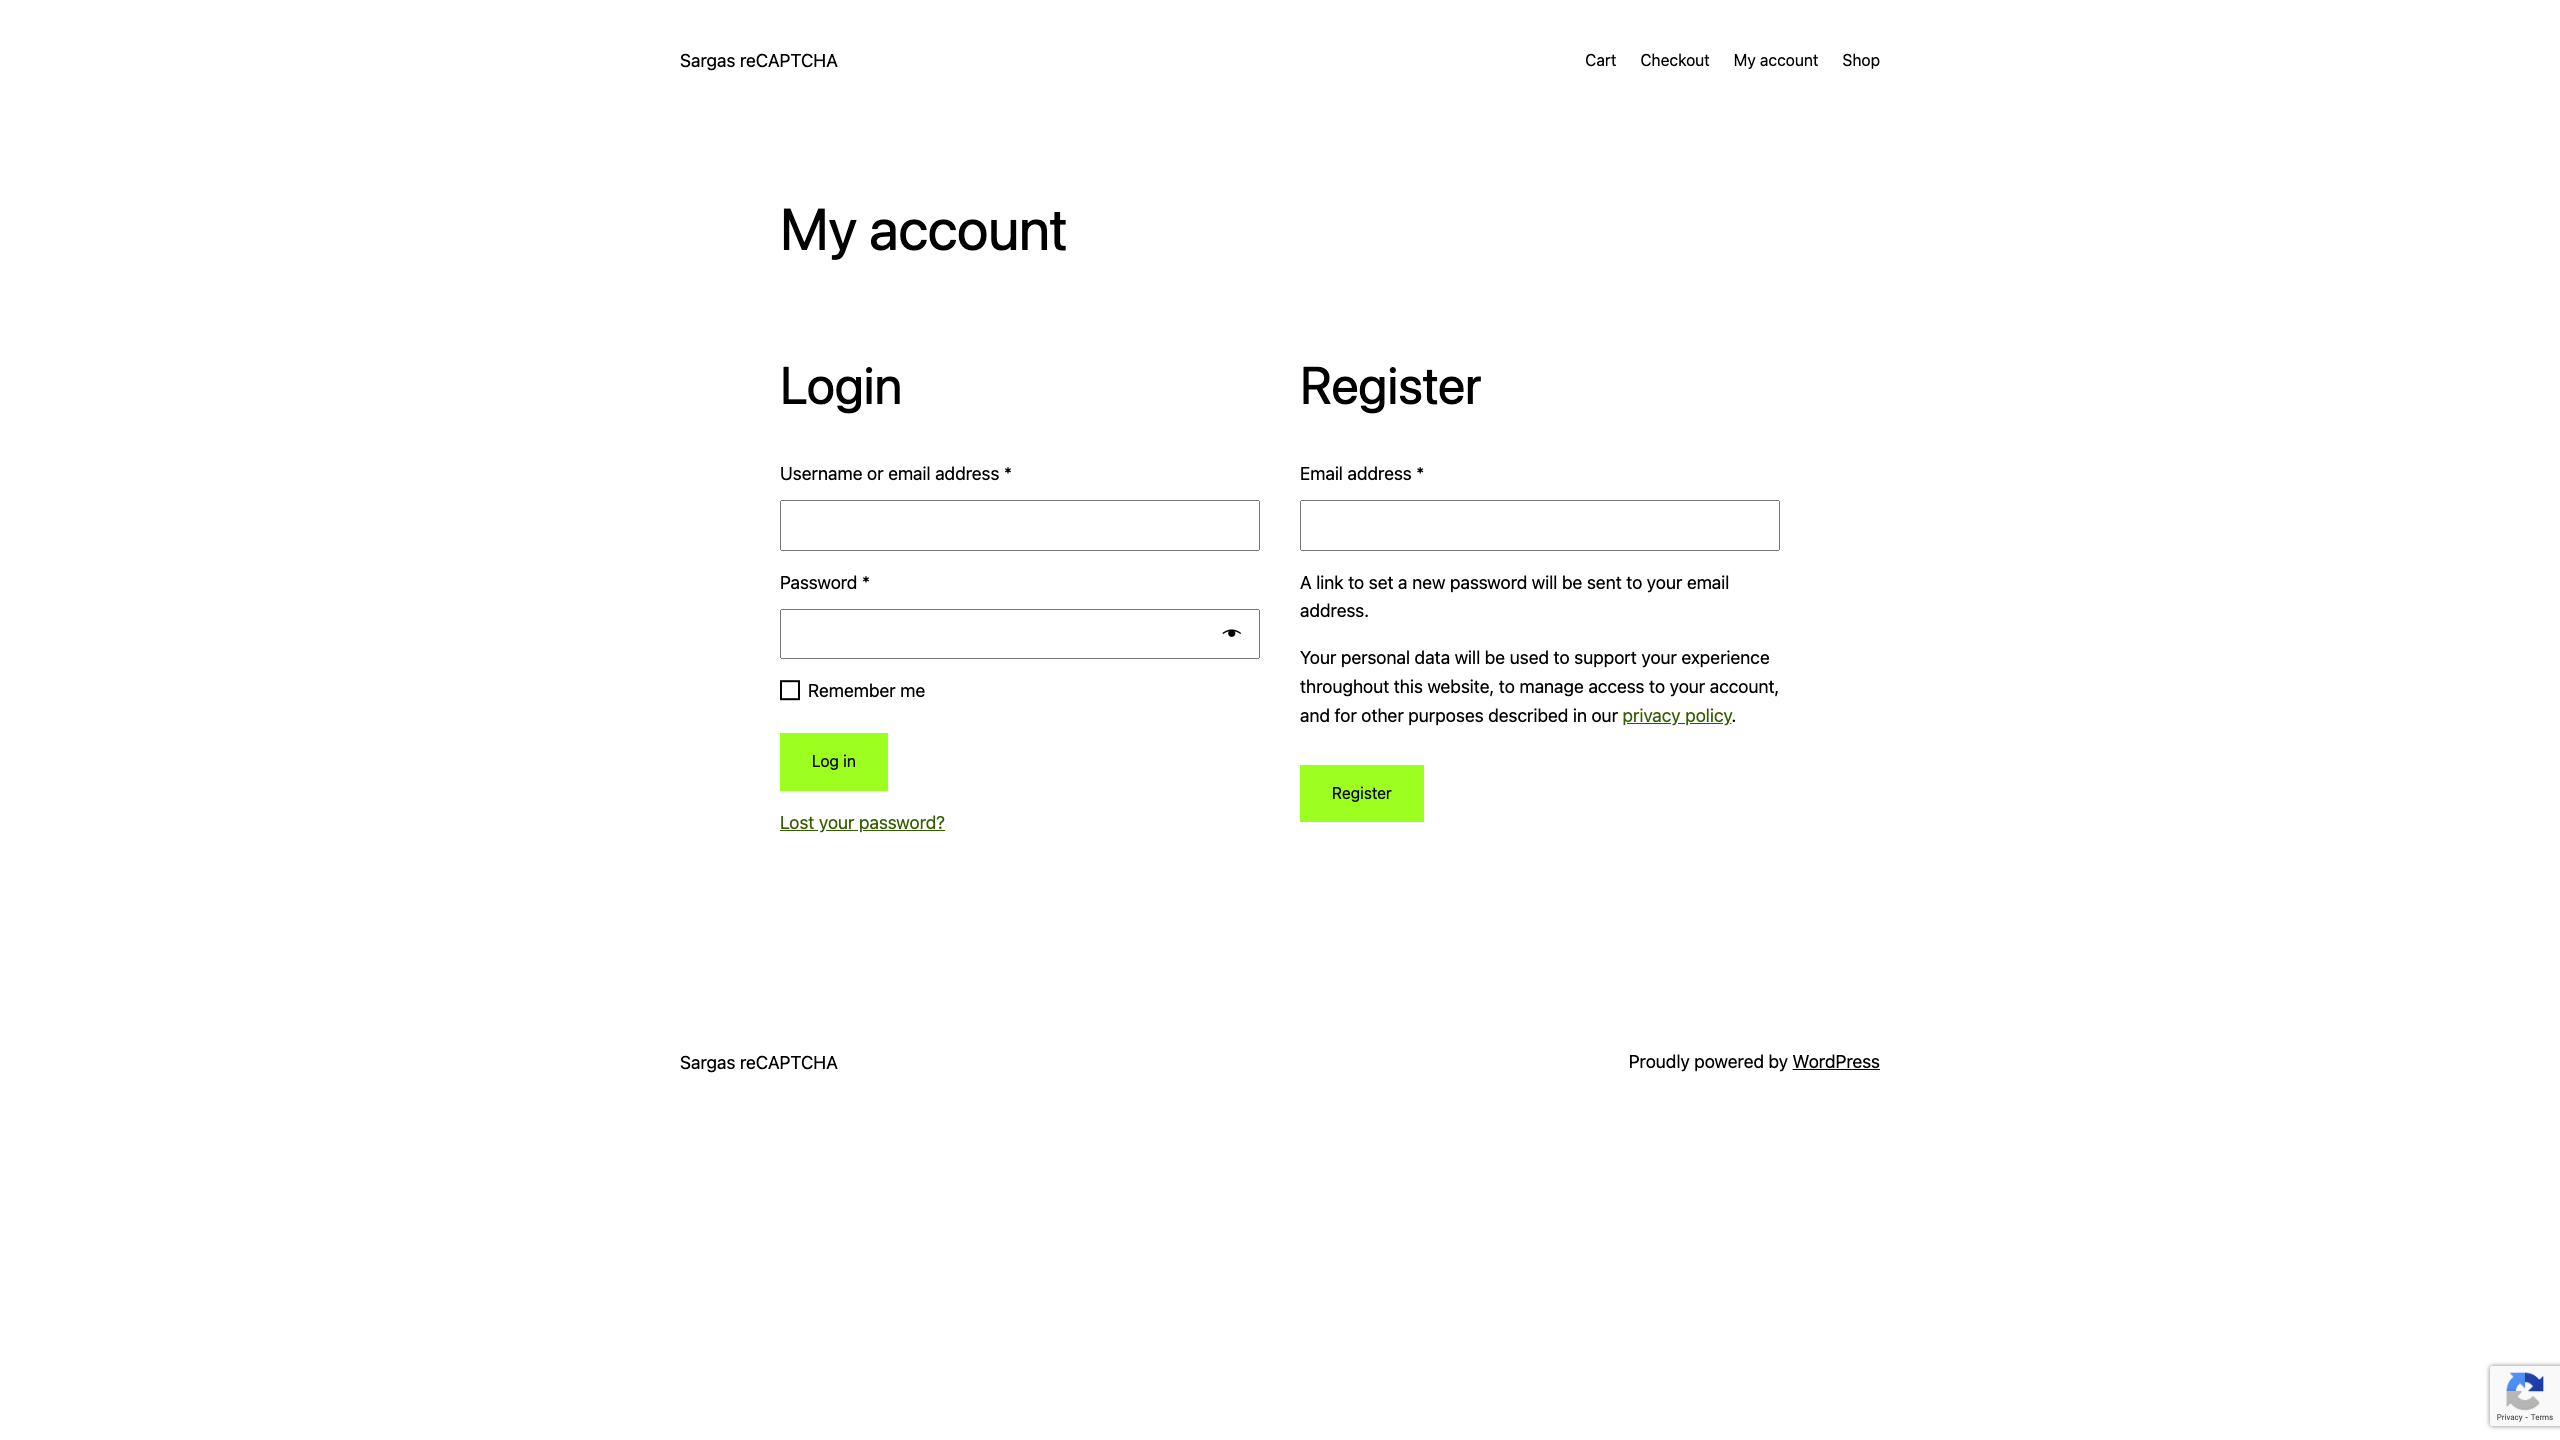 Sargas reCAPTCHA
Cart
Checkout
My account
Shop
My account
Login
Username or email address *
Password *
Remember me
Log in
Lost your password?
Register
Email address *
A link to set a new password will be sent to your email
address.
Your personal data will be used to support your experience
throughout this website, to manage access to your account,
and for other purposes described in our privacy policy.
Register
Sargas reCAPTCHA
Proudly powered by WordPress
Privacy - Terms